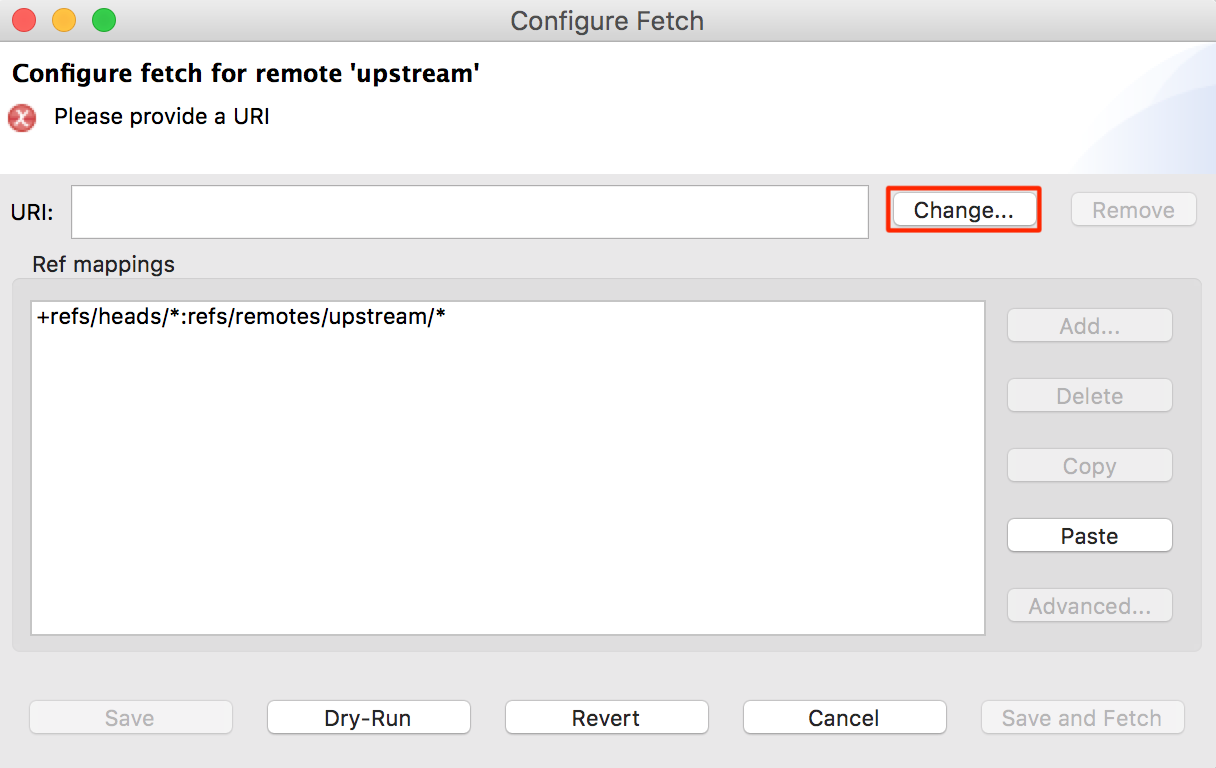 Configure Fetch
Configure fetch for remote 'upstream'
Please provide a URI
URI:
Change...
Remove
Ref mappings
+refs/heads/*:refs/remotes/upstream/*
Add...
Delete
Copy
Paste
Advanced...
Save
Dry-Run
Revert
Cancel
Save and Fetch